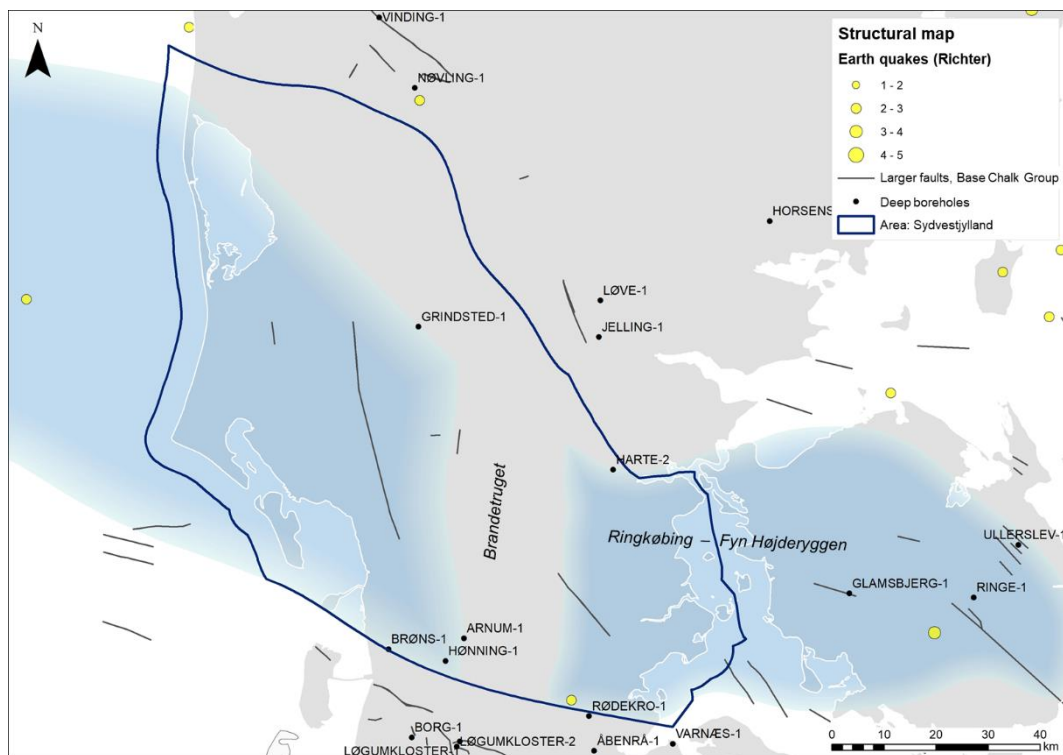 VINDING-1
N
NØVLING-1
Structural map
Earth quakes (Richter)
1 - 2
2 - 3
3 - 4
4 - 5
Larger faults, Base Chalk Group
Deep boreholes
Area: Sydvestjylland
HORSENS
LØVE-1
JELLING-1
GRINDSTED-1
HARTE-2
Brandetruget
Ringkøbing – Fyn Højderyggen
ULLERSLEV-1
GLAMSBJERG-1
RINGE-1
ARNUM-1
BRØNS-1
HØNNING-1
RØDEKRO-1
BORG-1
LØGUMKLOSTER-2
LØGUMKLOSTER-1
ÅBENRÅ-1
VARNÆS-1
0 10 20 30 40
km